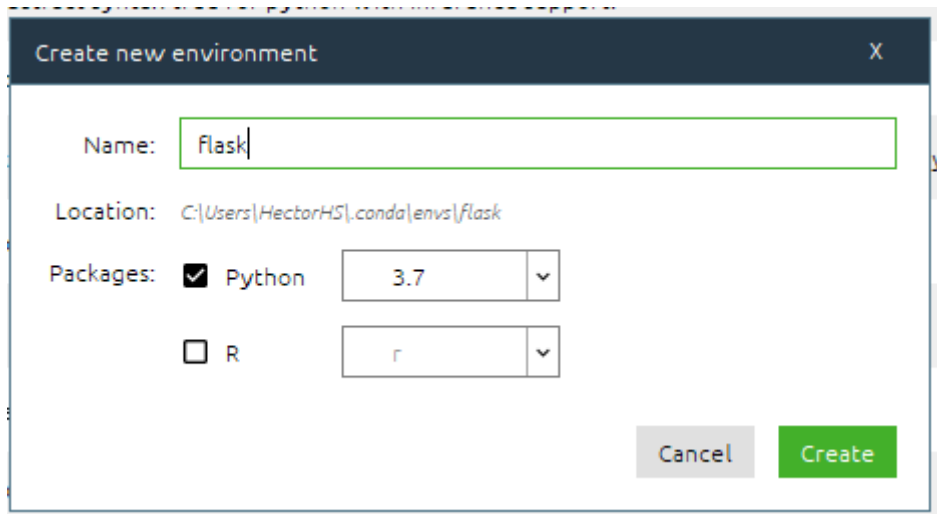 Create new environment X
Name: flask
Location: C:\Users\HectorHS\.conda\envs\flask
Packages: Python 3.7
R r
Cancel Create